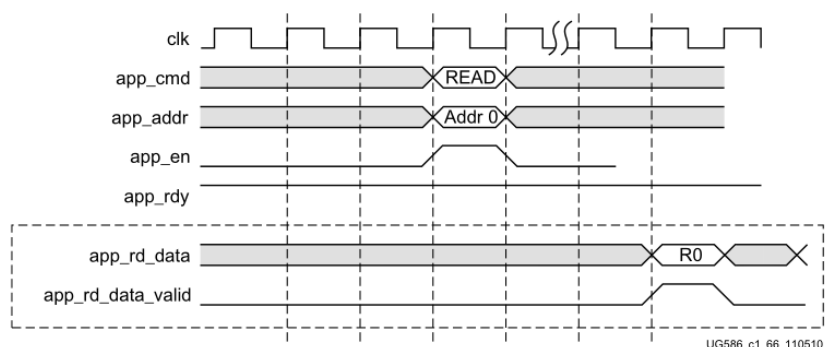 clk
app_cmd READ
app_addr Addr 0
app_en
app_rdy
app_rd_data R0
app_rd_data_valid
UG586_c1_66_110510